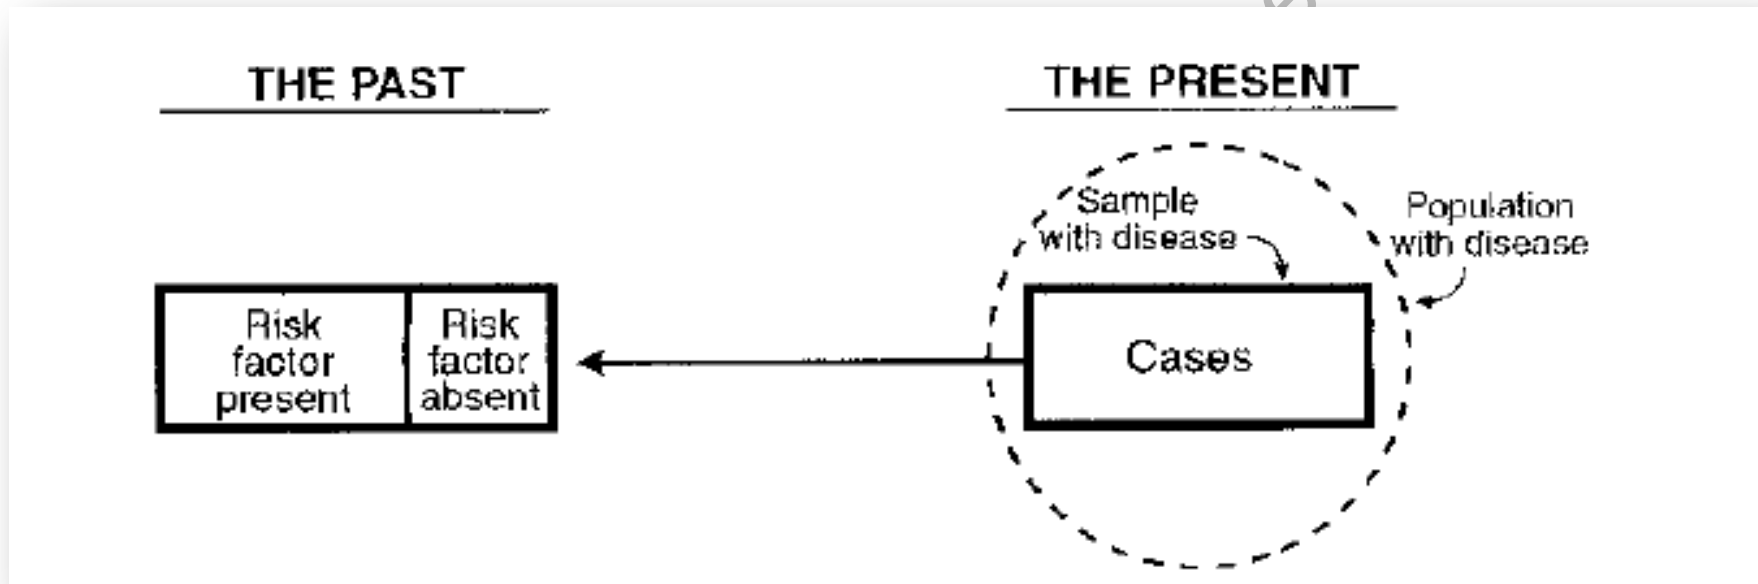 THE PAST
THE PRESENT
Sample
with disease
Population
with disease
Risk
factor
present
Risk
factor
absent
Cases